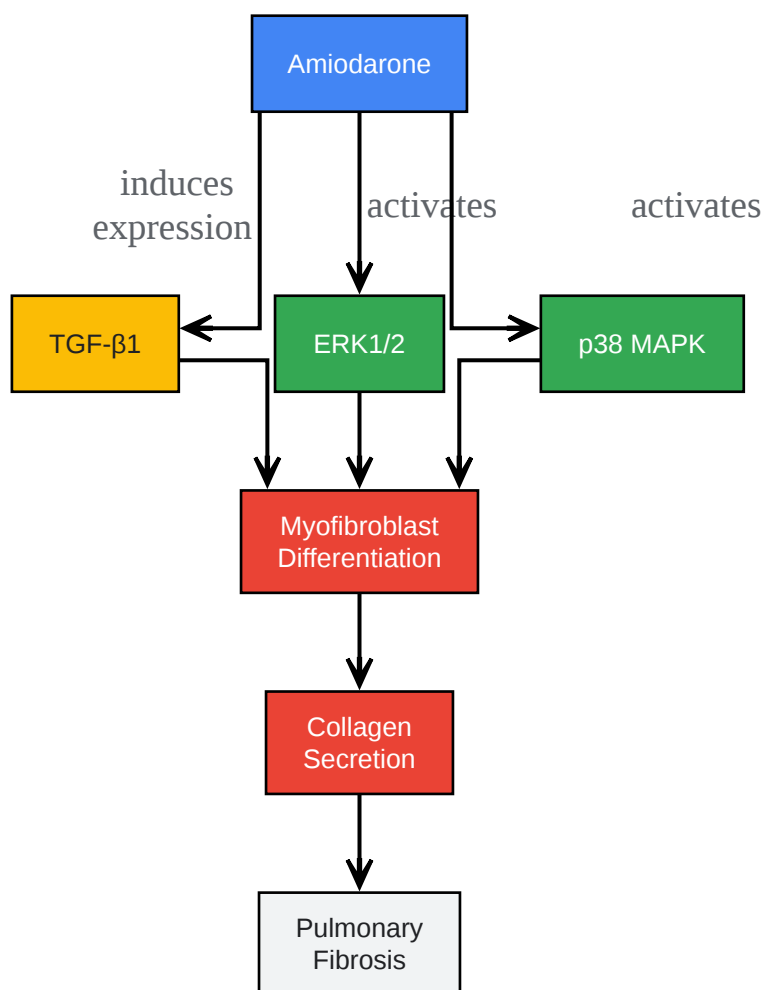 Amiodarone
induces
expression
activates
activates
TGF-β1
ERK1/2
p38 MAPK
Myofibroblast
Differentiation
Collagen
Secretion
Pulmonary
Fibrosis